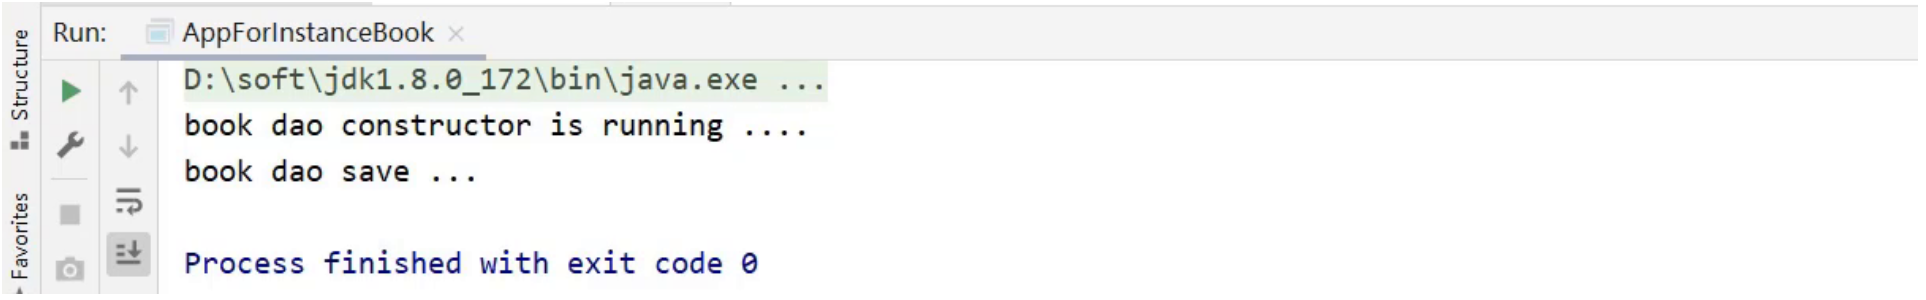 Run:
AppForInstanceBook
Structure
Favorites
D:\soft\jdk1.8.0_172\bin\java.exe ...
book dao constructor is running ....
book dao save ...
Process finished with exit code 0